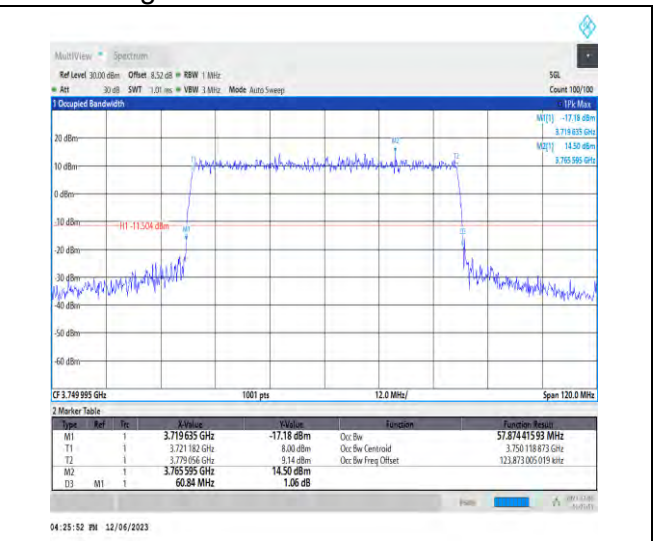 MultiView Spectrum
Ref Level 30.00 dBm Offset 8.52 dB RBW 1 MHz SGL
Att 30 dB SWT 1.01 ms VBW 3 MHz Mode Auto Sweep Count 100/100
1 Occupied Bandwidth 1Pk Max
M1[1] -17.18 dBm
3.719 635 GHz
M2[1] 14.50 dBm
3.765 595 GHz
20 dBm
M2
T1 T2
10 dBm
0 dBm
-10 dBm H1 -11.504 dBm
M1 D3
-20 dBm
-30 dBm
-40 dBm
-50 dBm
-60 dBm
CF 3.749 995 GHz 1001 pts 12.0 MHz/ Span 120.0 MHz
2 Marker Table
Type Ref Trc X-Value Y-Value Function Function Result
M1 1 3.719 635 GHz -17.18 dBm Occ Bw 57.874 415 93 MHz
T1 1 3.721 182 GHz 8.00 dBm Occ Bw Centroid 3.750 118 873 GHz
T2 1 3.779 056 GHz 9.14 dBm Occ Bw Freq Offset 123.873 005 019 kHz
M2 1 3.765 595 GHz 14.50 dBm
D3 M1 1 60.84 MHz 1.06 dB
04:25:52 PM 12/06/2023